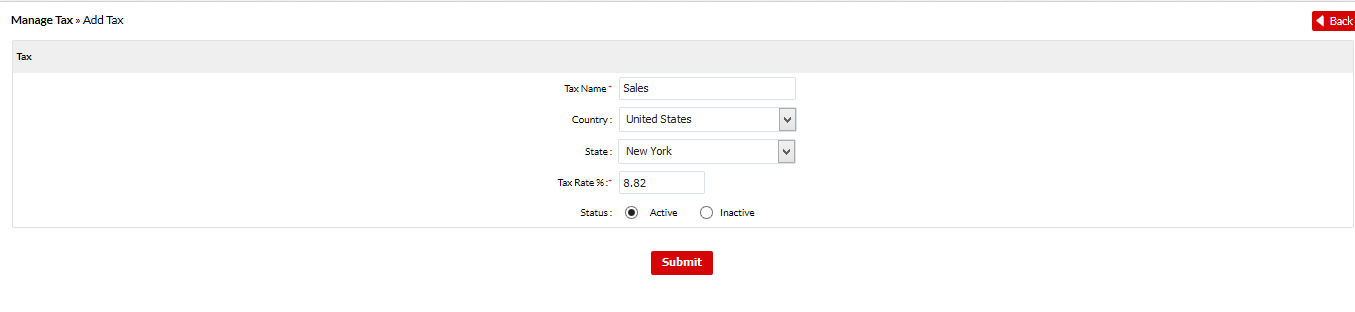 Manage Tax » Add Tax
Back
Tax
Tax Name *
Sales
Country :
United States
State :
New York
Tax Rate % :*
8.82
Status :
Active
Inactive
Submit